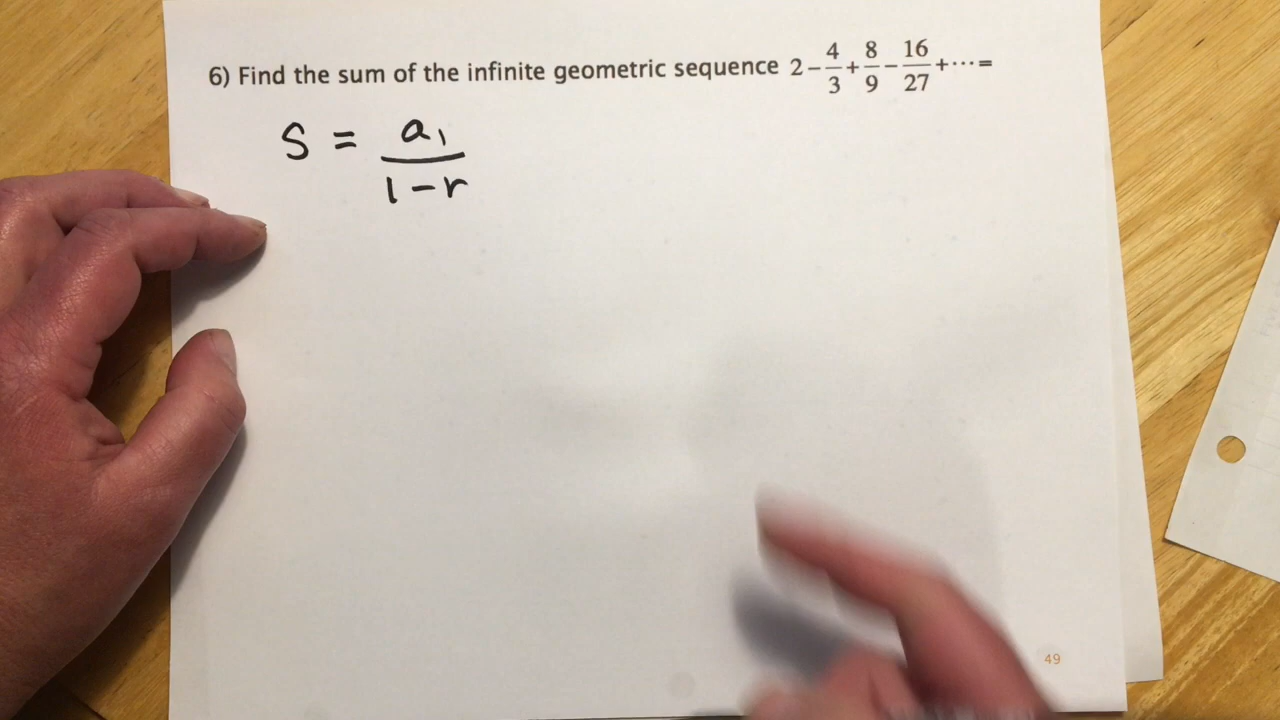 6) Find the sum of the infinite geometric sequence 2 - 4/3 + 8/9 - 16/27 + ··· =
S = a₁/(1-r)
49